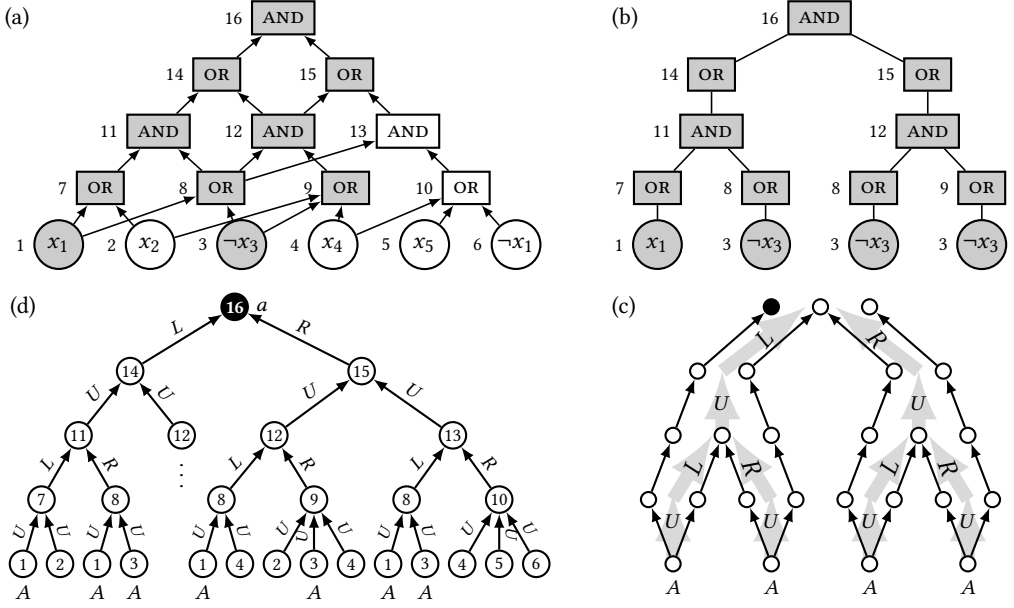 (a)
16 AND
14 OR 15 OR
11 AND 12 AND 13 AND
7 OR 8 OR 9 OR 10 OR
1 x₁ 2 x₂ 3 ¬x₃ 4 x₄ 5 x₅ 6 ¬x₁
(b)
16 AND
14 OR 15 OR
11 AND 12 AND
7 OR 8 OR 8 OR 9 OR
1 x₁ 3 ¬x₃ 3 ¬x₃ 3 ¬x₃
(d)
16 a
L R
14 15
U U U U
11 12 12 13
L R ⋮ L R L R
7 8 8 9 8 10
U U U U U U U U U U U U U U
1 2 1 3 1 4 2 3 4 1 3 4 5 6
A A A A A A A
(c)
L R
U U
L R L R
U U U U
A A A A